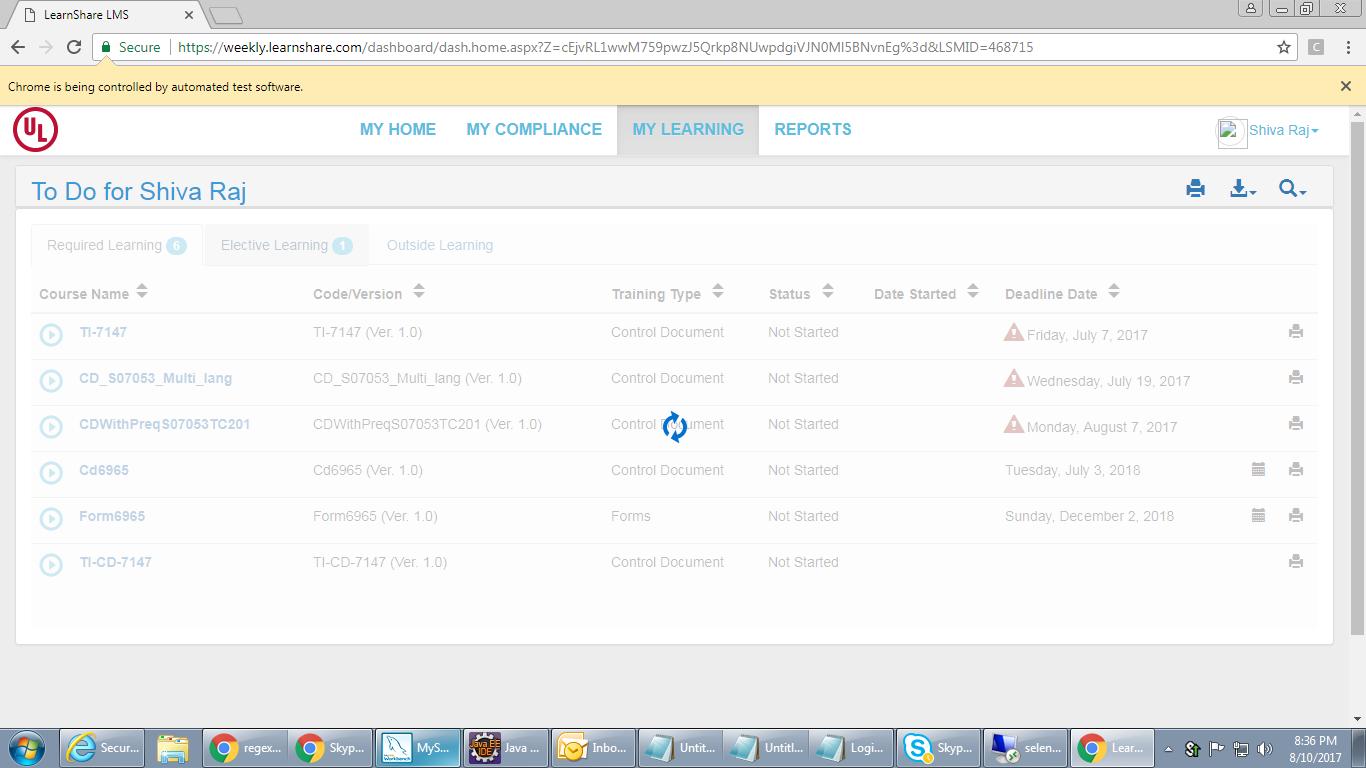 LearnShare LMS
Secure https://weekly.learnshare.com/dashboard/dash.home.aspx?Z=cEjvRL1wwM759pwzJ5Qrkp8NUwpdgiVJN0MI5BNvnEg%3d&LSMID=468715
C
Chrome is being controlled by automated test software.
UL MY HOME MY COMPLIANCE MY LEARNING REPORTS Shiva Raj
To Do for Shiva Raj
Required Learning 6 Elective Learning 1 Outside Learning
Course Name Code/Version Training Type Status Date Started Deadline Date
TI-7147 TI-7147 (Ver. 1.0) Control Document Not Started Friday, July 7, 2017
CD_S07053_Multi_lang CD_S07053_Multi_lang (Ver. 1.0) Control Document Not Started Wednesday, July 19, 2017
CDWithPreqS07053TC201 CDWithPreqS07053TC201 (Ver. 1.0) Control Document Not Started Monday, August 7, 2017
Cd6965 Cd6965 (Ver. 1.0) Control Document Not Started Tuesday, July 3, 2018
Form6965 Form6965 (Ver. 1.0) Forms Not Started Sunday, December 2, 2018
TI-CD-7147 TI-CD-7147 (Ver. 1.0) Control Document Not Started
Secur... regex... Skyp... MyS... Java ... Inbo... Untit... Untitl... Logi... Skyp... selen... Lear... 8:36 PM
8/10/2017